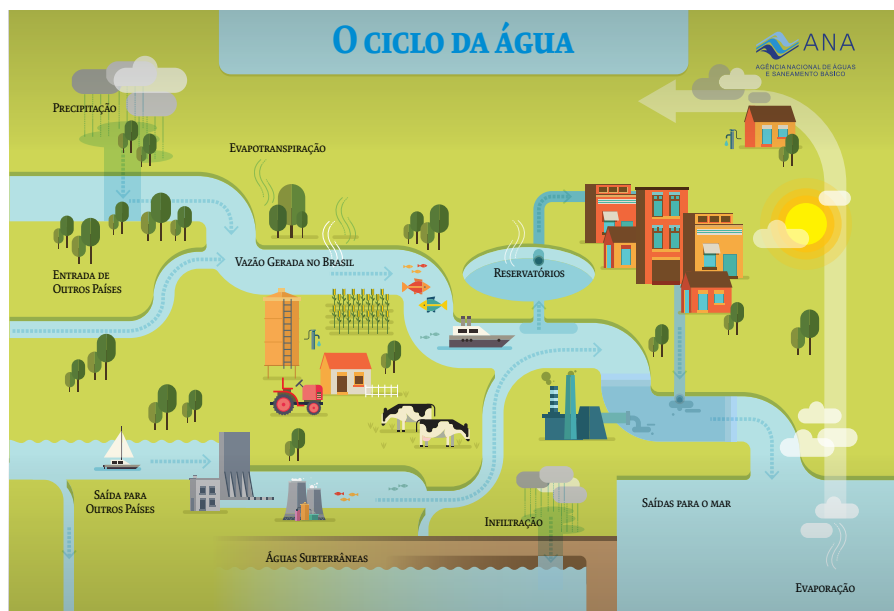 O CICLO DA ÁGUA
ANA
AGÊNCIA NACIONAL DE ÁGUAS
E SANEAMENTO BÁSICO
PRECIPITAÇÃO
EVAPOTRANSPIRAÇÃO
ENTRADA DE
OUTROS PAÍSES
VAZÃO GERADA NO BRASIL
RESERVATÓRIOS
SAÍDA PARA
OUTROS PAÍSES
INFILTRAÇÃO
SAÍDAS PARA O MAR
ÁGUAS SUBTERRÂNEAS
EVAPORAÇÃO